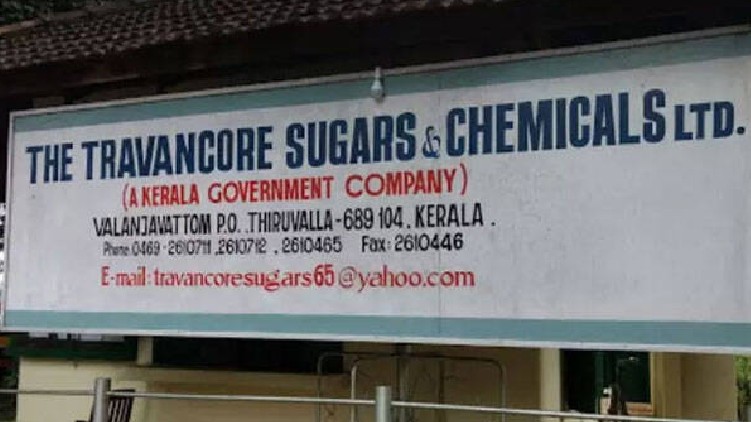 THE TRAVANCORE SUGARS & CHEMICALS LTD.
(A KERALA GOVERNMENT COMPANY)
VALANJAVATTOM P.O. THIRUVALLA-689 104. KERALA.
Phone: 0469-2610711, 2610712, 2610465 Fax: 2610446
E-mail: travancoresugars65@yahoo.com